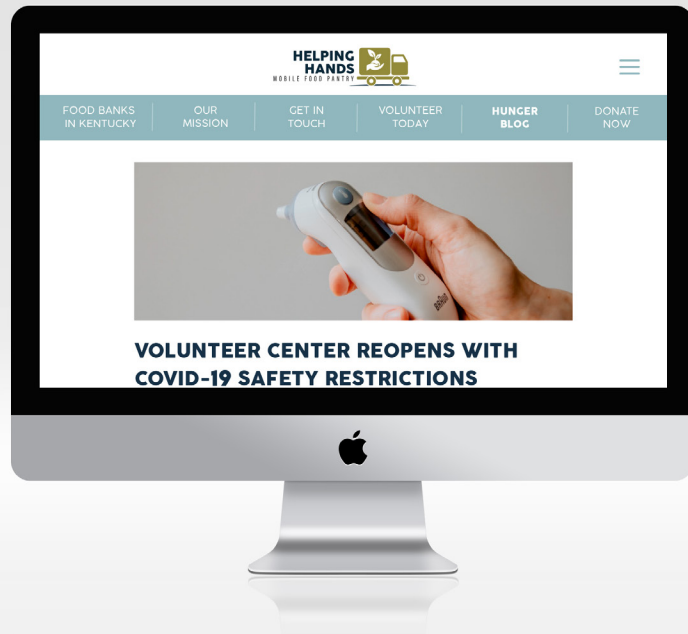 HELPING
HANDS
MOBILE FOOD PANTRY
FOOD BANKS
IN KENTUCKY
OUR
MISSION
GET IN
TOUCH
VOLUNTEER
TODAY
HUNGER
BLOG
DONATE
NOW
BRAUN
VOLUNTEER CENTER REOPENS WITH
COVID-19 SAFETY RESTRICTIONS